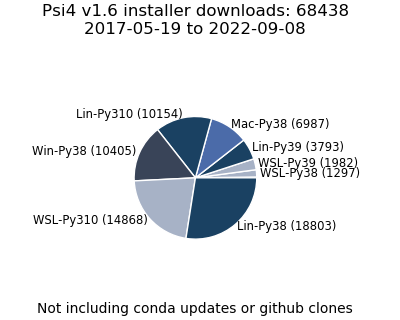 Psi4 v1.6 installer downloads: 68438
2017-05-19 to 2022-09-08
Lin-Py310 (10154)
Mac-Py38 (6987)
Lin-Py39 (3793)
Win-Py38 (10405)
WSL-Py39 (1982)
WSL-Py38 (1297)
WSL-Py310 (14868)
Lin-Py38 (18803)
Not including conda updates or github clones